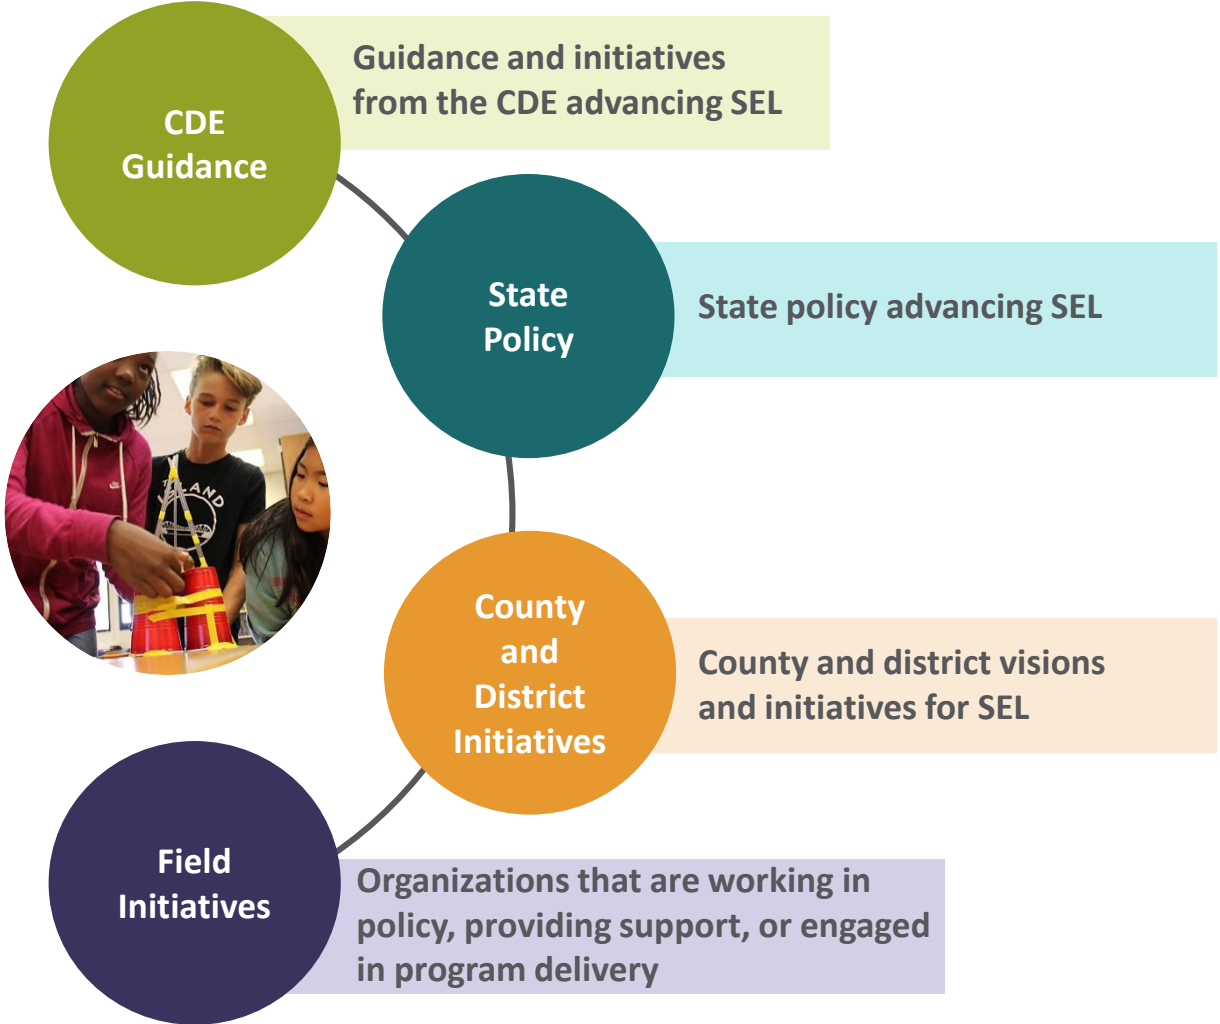 CDE
Guidance
Guidance and initiatives
from the CDE advancing SEL
State
Policy
State policy advancing SEL
County
and
District
Initiatives
County and district visions
and initiatives for SEL
Field
Initiatives
Organizations that are working in
policy, providing support, or engaged
in program delivery